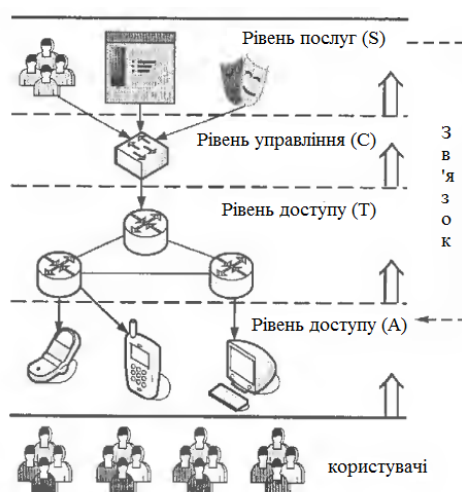 Рівень послуг (S)
Рівень управління (C)
Рівень доступу (T)
Рівень доступу (A)
користувачі
З
в
'я
з
о
к